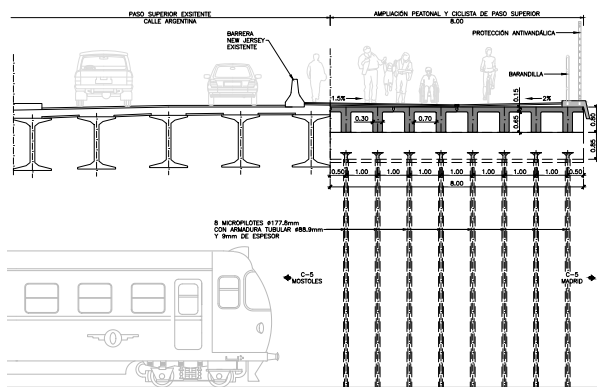 PASO SUPERIOR EXSITENTE
CALLE ARGENTINA
AMPLIACIÓN PEATONAL Y CICLISTA DE PASO SUPERIOR
8.00
PROTECCIÓN ANTIVANDÁLICA
BARRERA
NEW JERSEY
EXISTENTE
BARANDILLA
1.5%
2%
0.15
0.30
0.70
0.65
0.80
0.85
0.50 1.00 1.00 1.00 1.00 1.00 1.00 1.00 0.50
8.00
8 MICROPILOTES ø177.8mm
CON ARMADURA TUBULAR ø88.9mm
Y 9mm DE ESPESOR
C-5
MOSTOLES
C-5
MADRID